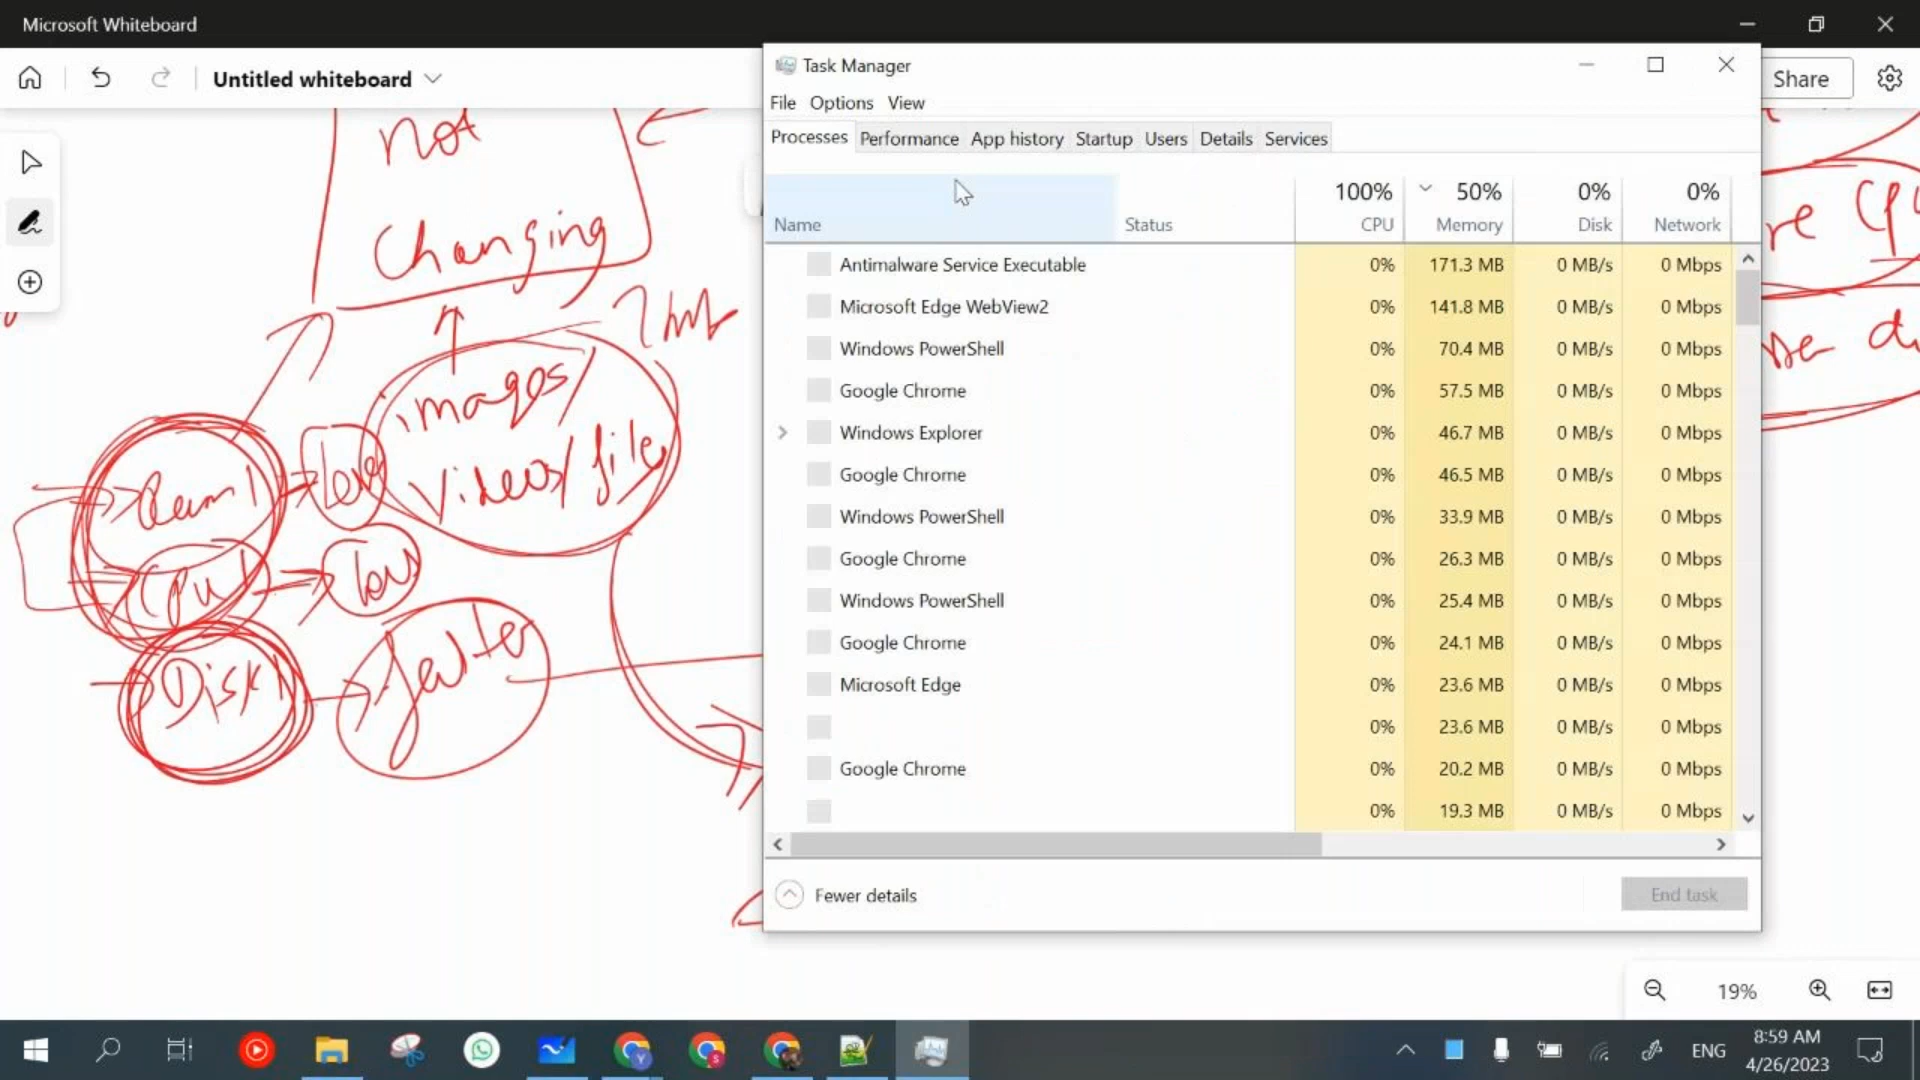 Microsoft Whiteboard
Untitled whiteboard
Share
not
changing
images/
videos/file
Ram1
Low
CPU1
Low
Disk1
faster
re CPU
Task Manager
File Options View
Processes Performance App history Startup Users Details Services
100% 50% 0% 0%
Name Status CPU Memory Disk Network
Antimalware Service Executable 0% 171.3 MB 0 MB/s 0 Mbps
Microsoft Edge WebView2 0% 141.8 MB 0 MB/s 0 Mbps
Windows PowerShell 0% 70.4 MB 0 MB/s 0 Mbps
Google Chrome 0% 57.5 MB 0 MB/s 0 Mbps
Windows Explorer 0% 46.7 MB 0 MB/s 0 Mbps
Google Chrome 0% 46.5 MB 0 MB/s 0 Mbps
Windows PowerShell 0% 33.9 MB 0 MB/s 0 Mbps
Google Chrome 0% 26.3 MB 0 MB/s 0 Mbps
Windows PowerShell 0% 25.4 MB 0 MB/s 0 Mbps
Google Chrome 0% 24.1 MB 0 MB/s 0 Mbps
Microsoft Edge 0% 23.6 MB 0 MB/s 0 Mbps
0% 23.6 MB 0 MB/s 0 Mbps
Google Chrome 0% 20.2 MB 0 MB/s 0 Mbps
0% 19.3 MB 0 MB/s 0 Mbps
Fewer details
End task
19%
ENG
8:59 AM
4/26/2023